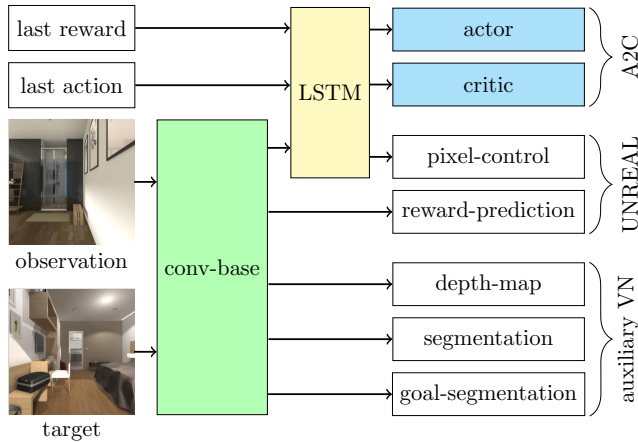 last reward
last action
observation
target
conv-base
LSTM
actor
critic
pixel-control
reward-prediction
depth-map
segmentation
goal-segmentation
A2C
UNREAL
auxiliary VN